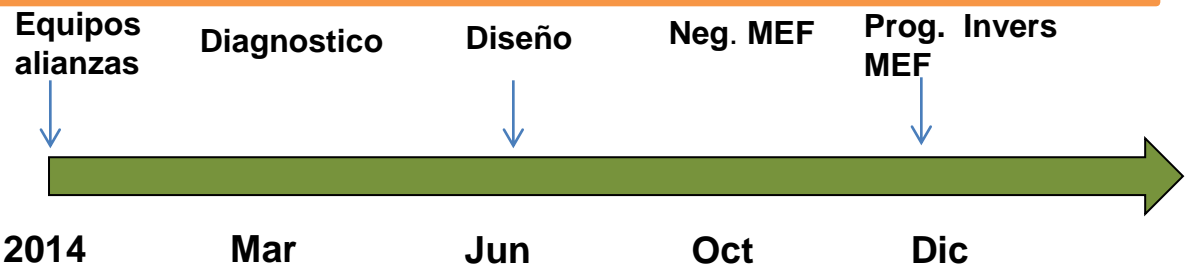 Equipos
alianzas
Diagnostico
Diseño
Neg. MEF
Prog. Invers
MEF
2014
Mar
Jun
Oct
Dic